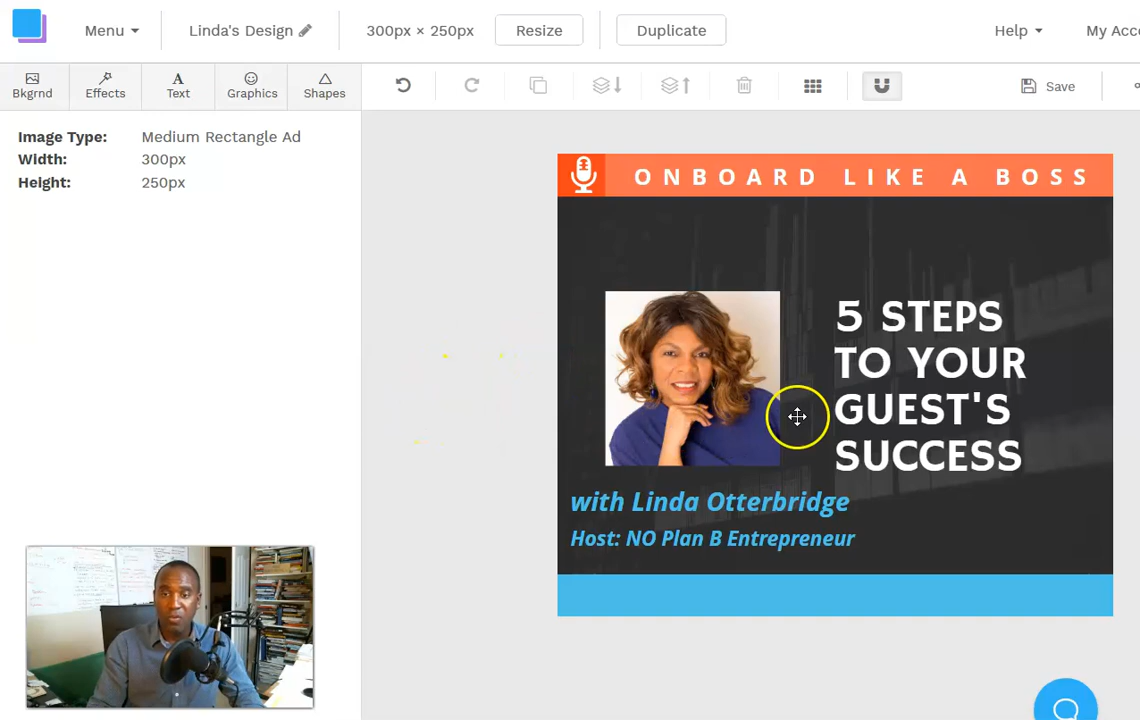 Menu
Linda's Design
300px × 250px
Resize
Duplicate
Help
My Acco
Bkgrnd
Effects
Text
Graphics
Shapes
Save
Image Type: Medium Rectangle Ad
Width: 300px
Height: 250px
ONBOARD LIKE A BOSS
5 STEPS
TO YOUR
GUEST'S
SUCCESS
with Linda Otterbridge
Host: NO Plan B Entrepreneur